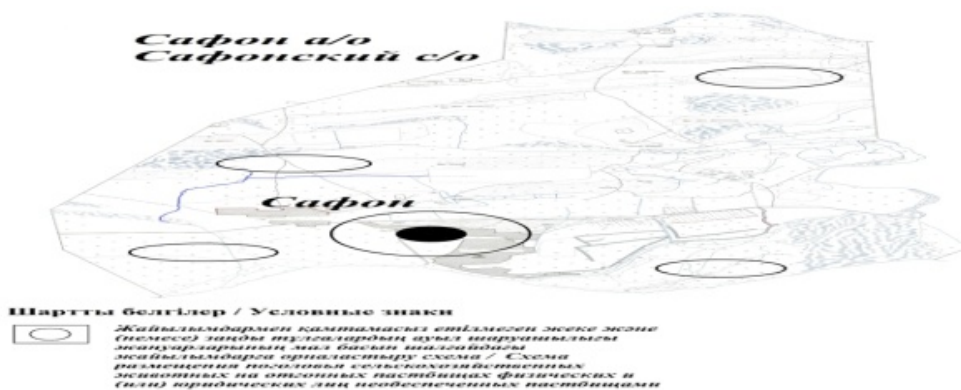 Сафон а/о
Сафонский с/о
Сафон
Шартты белгілер / Условные знаки
Жайылымдармен қамтамасыз етілмеген жеке және
(немесе) заңды тұлғалардың ауыл шаруашылығы
жануарларының мал басын шалғайдағы
жайылымдарға орналастыру схема / Схема
размещения поголовья сельскохозяйственных
животных на отгонных пастбищах физических и
(или) юридических лиц необеспеченных пастбищами